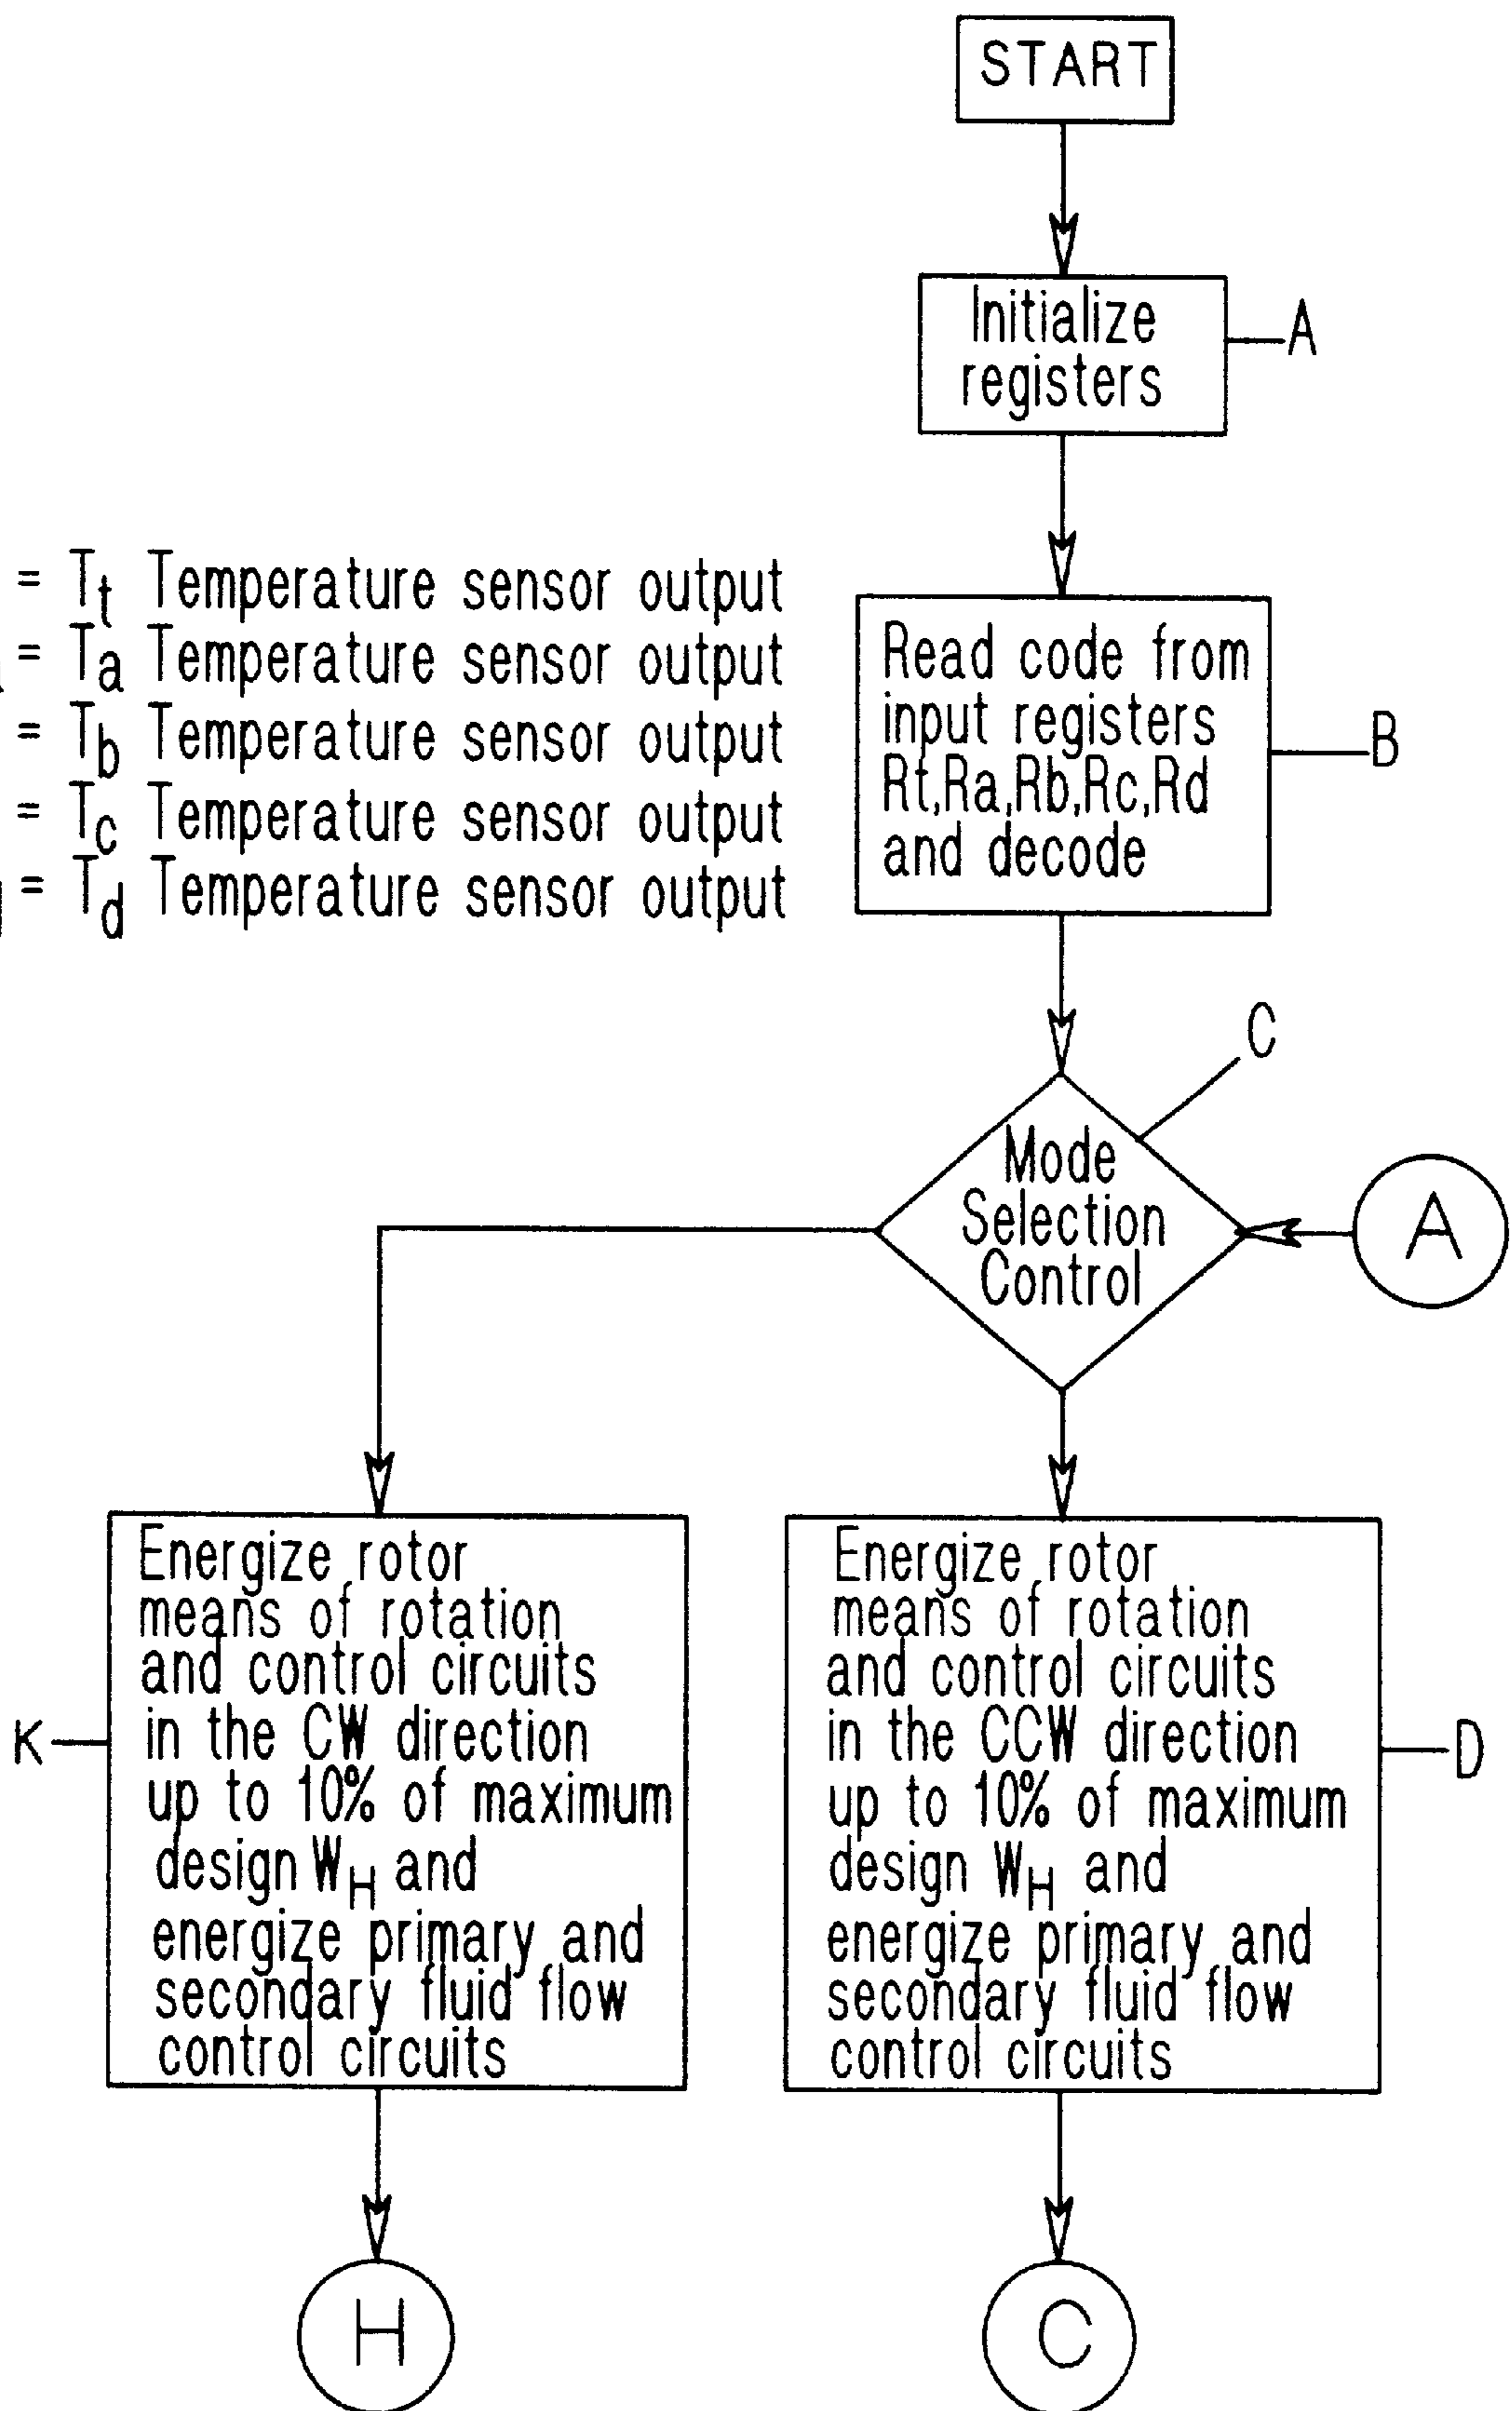 START
Initialize
registers
A
= Tt Temperature sensor output
= Ta Temperature sensor output
= Tb Temperature sensor output
= Tc Temperature sensor output
= Td Temperature sensor output
Read code from
input registers
Rt,Ra,Rb,Rc,Rd
and decode
B
C
Mode
Selection
Control
A
Energize rotor
means of rotation
and control circuits
in the CW direction
up to 10% of maximum
design WH and
energize primary and
secondary fluid flow
control circuits
K
Energize rotor
means of rotation
and control circuits
in the CCW direction
up to 10% of maximum
design WH and
energize primary and
secondary fluid flow
control circuits
D
H
C